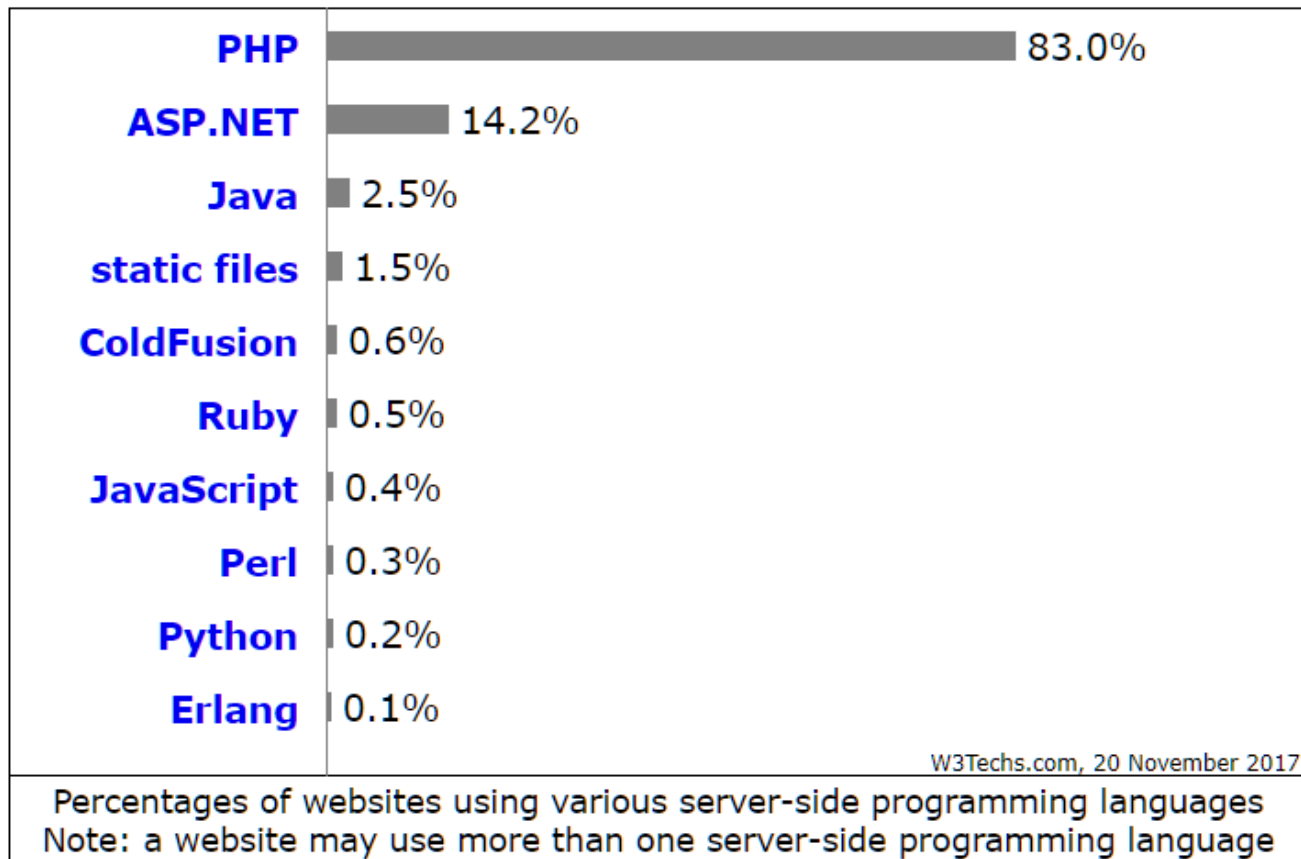 PHP 83.0%
ASP.NET 14.2%
Java 2.5%
static files 1.5%
ColdFusion 0.6%
Ruby 0.5%
JavaScript 0.4%
Perl 0.3%
Python 0.2%
Erlang 0.1%
W3Techs.com, 20 November 2017
Percentages of websites using various server-side programming languages
Note: a website may use more than one server-side programming language